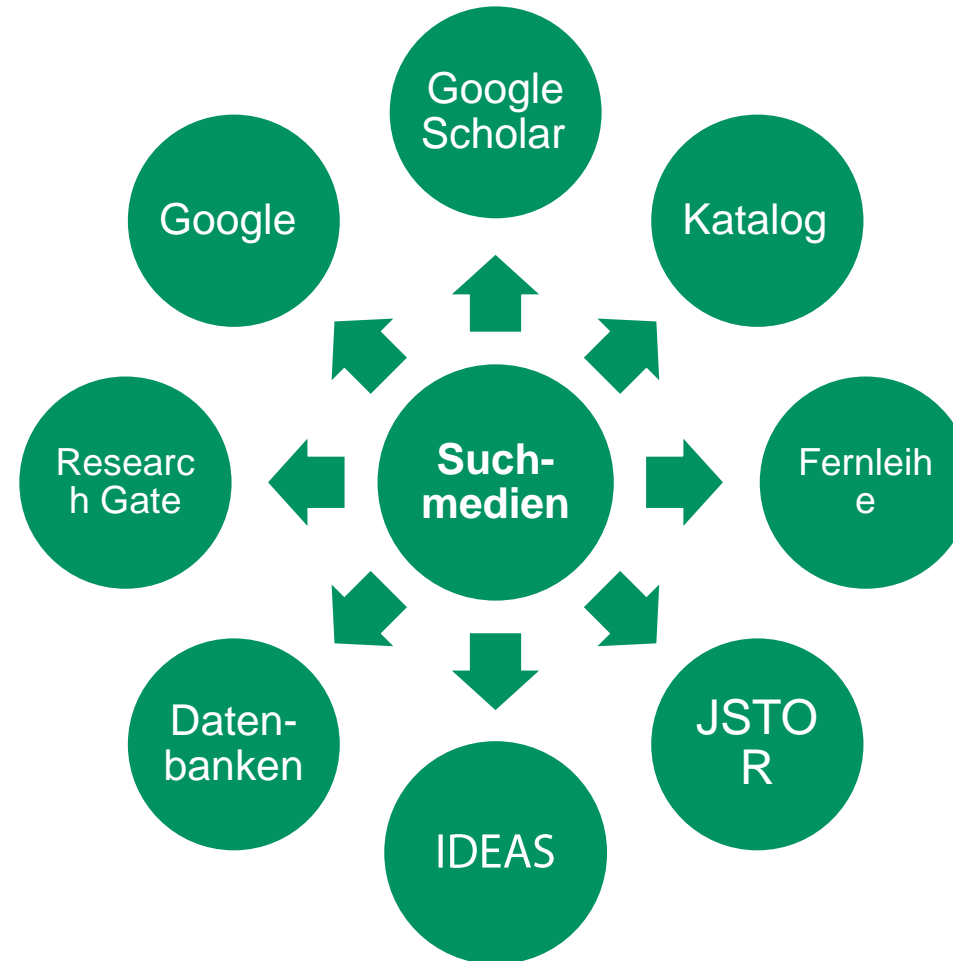 Google
Scholar
Google
Katalog
Researc
h Gate
Such-
medien
Fernleih
e
Daten-
banken
JSTO
R
IDEAS